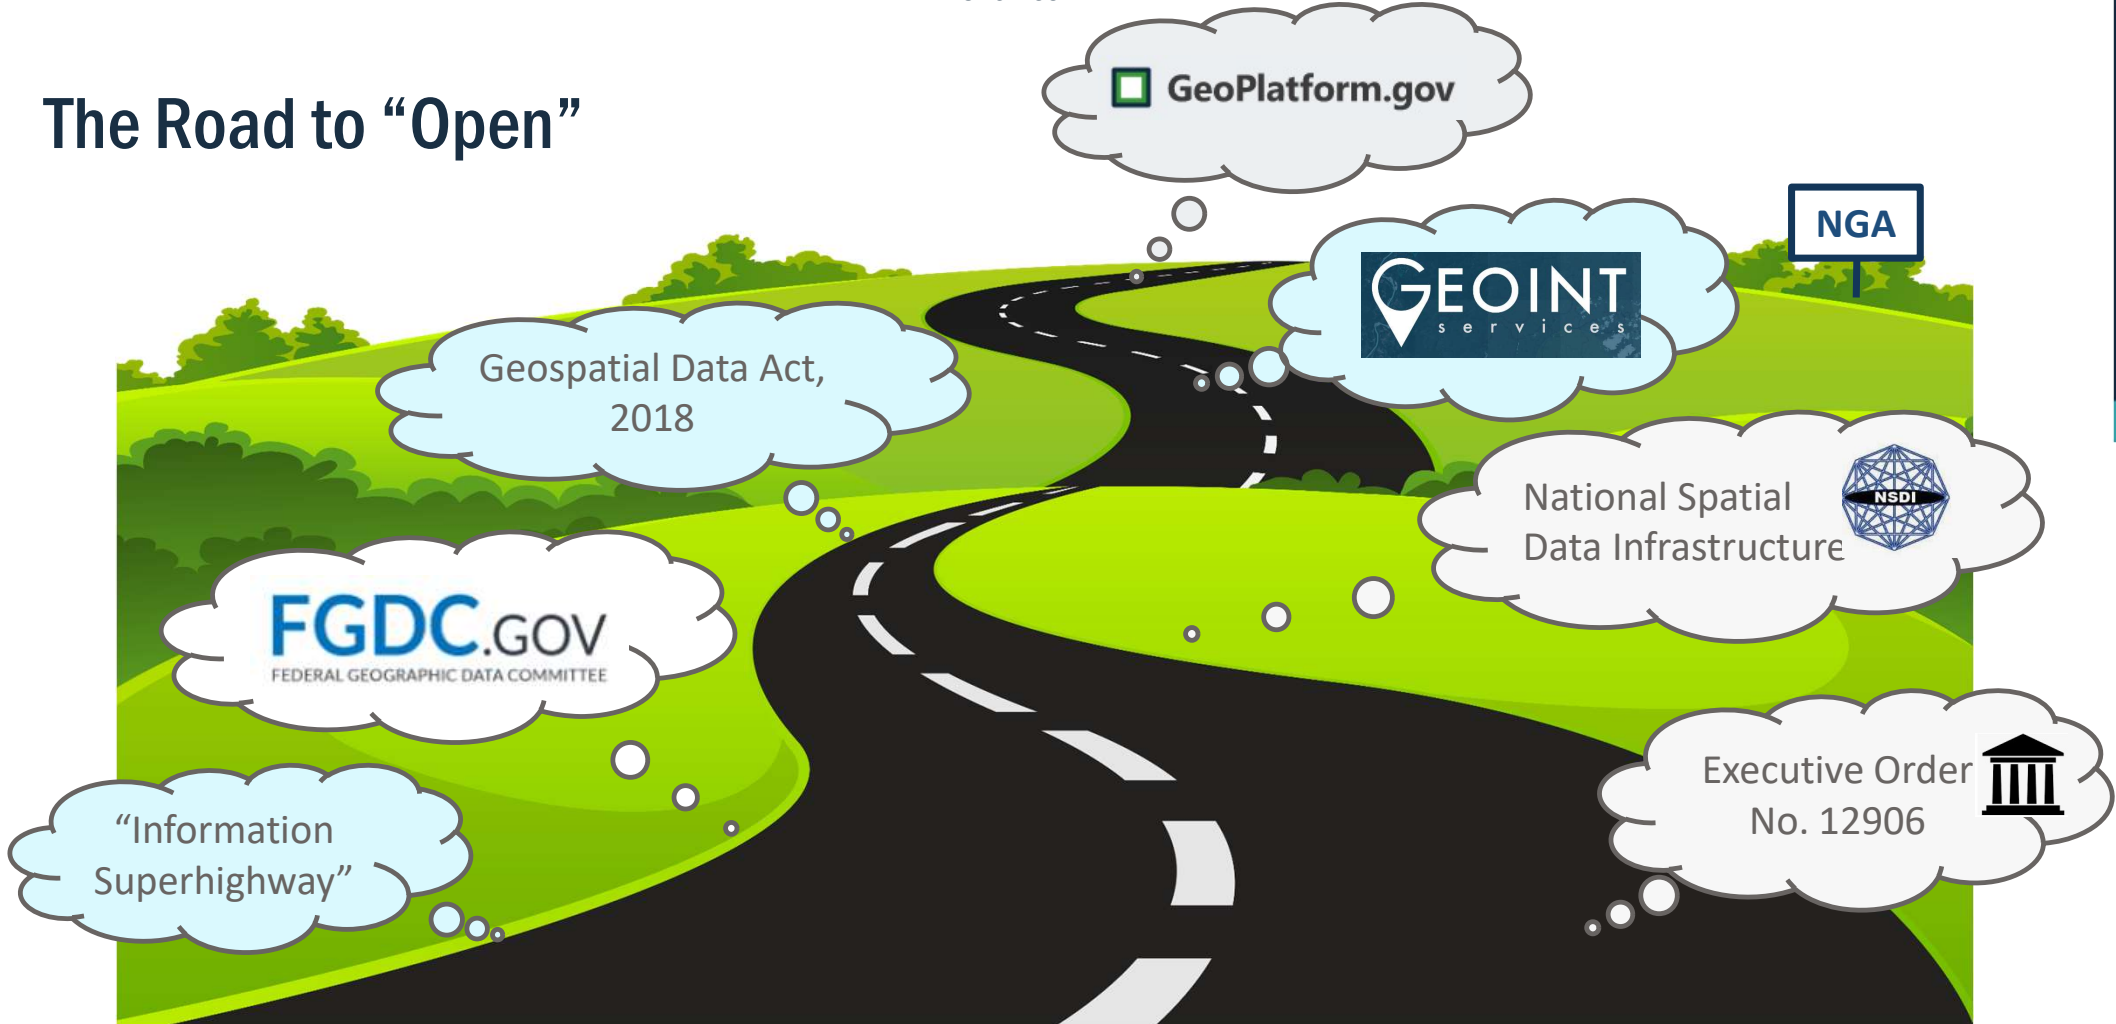 The Road to “Open”
GeoPlatform.gov
NGA
GEOINT
services
Geospatial Data Act,
2018
National Spatial
Data Infrastructure
NSDI
FGDC.GOV
FEDERAL GEOGRAPHIC DATA COMMITTEE
Executive Order
No. 12906
“Information
Superhighway”